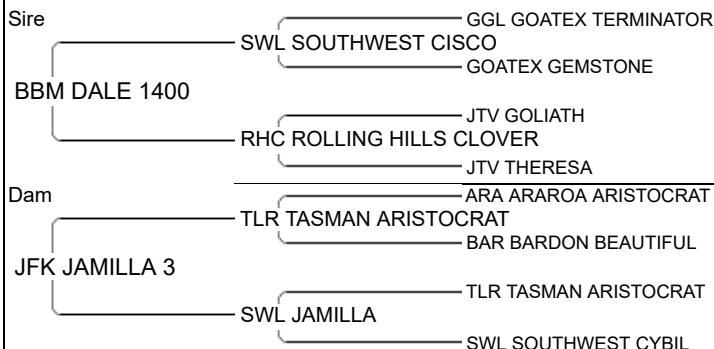 Sire
GGL GOATEX TERMINATOR
SWL SOUTHWEST CISCO
GOATEX GEMSTONE
BBM DALE 1400
JTV GOLIATH
RHC ROLLING HILLS CLOVER
JTV THERESA
Dam
ARA ARAROA ARISTOCRAT
TLR TASMAN ARISTOCRAT
BAR BARDON BEAUTIFUL
JFK JAMILLA 3
TLR TASMAN ARISTOCRAT
SWL JAMILLA
SWL SOUTHWEST CYBIL